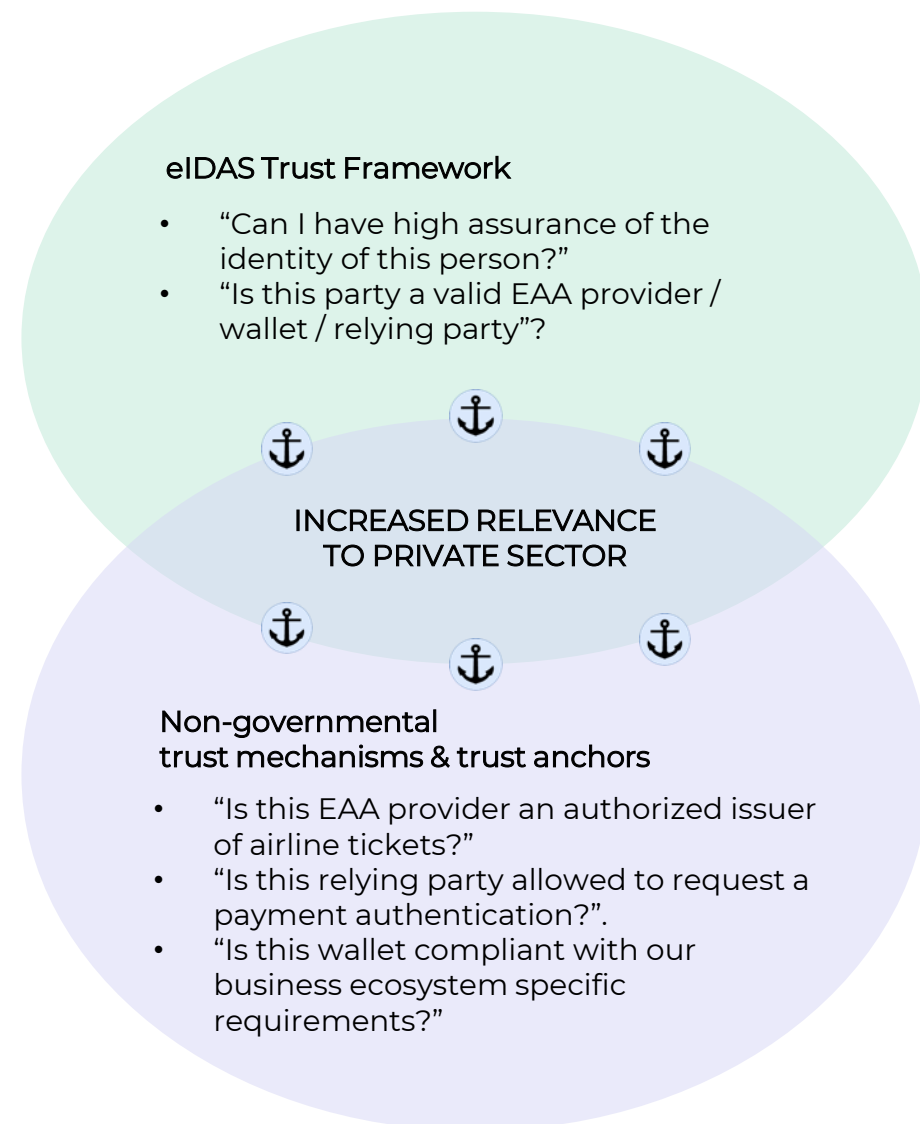 eIDAS Trust Framework
• “Can I have high assurance of the
identity of this person?”
• “Is this party a valid EAA provider /
wallet / relying party”?
INCREASED RELEVANCE
TO PRIVATE SECTOR
Non-governmental
trust mechanisms & trust anchors
• “Is this EAA provider an authorized issuer
of airline tickets?”
• “Is this relying party allowed to request a
payment authentication?”.
• “Is this wallet compliant with our
business ecosystem specific
requirements?”